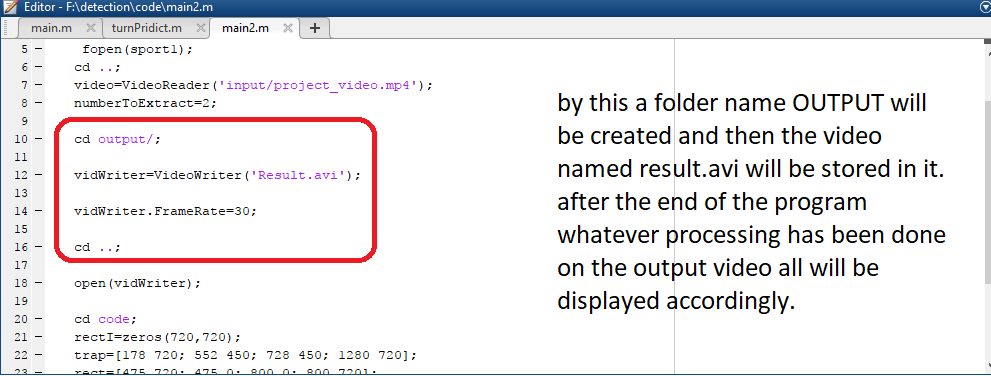 Editor - F:\detection\code\main2.m
main.m turnPridict.m main2.m
5 - fopen(sport1);
6 - cd ..;
7 - video=VideoReader('input/project_video.mp4');
8 - numberToExtract=2;
9
10 - cd output/;
11
12 - vidWriter=VideoWriter('Result.avi');
13
14 - vidWriter.FrameRate=30;
15
16 - cd ..;
17
18 - open(vidWriter);
19
20 - cd code;
21 - rectI=zeros(720,720);
22 - trap=[178 720; 552 450; 728 450; 1280 720];
23 - rect=[475 720; 475 0; 800 0; 800 720];
by this a folder name OUTPUT will
be created and then the video
named result.avi will be stored in it.
after the end of the program
whatever processing has been done
on the output video all will be
displayed accordingly.